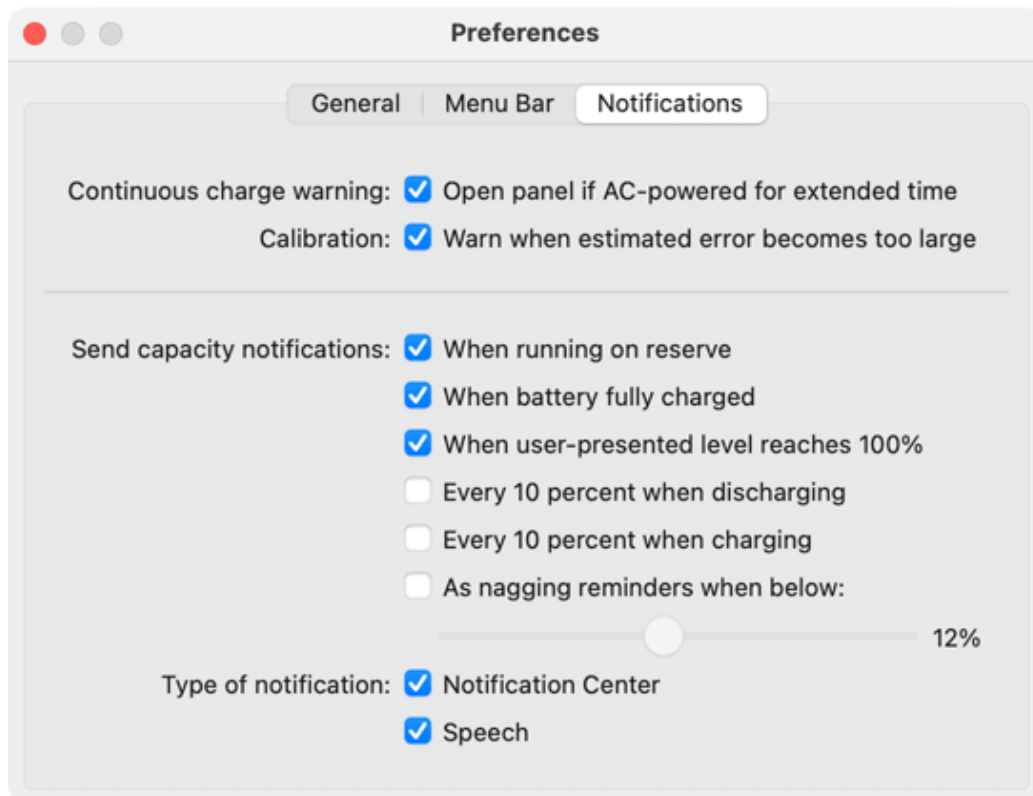 Preferences
General Menu Bar Notifications
Continuous charge warning: Open panel if AC-powered for extended time
Calibration: Warn when estimated error becomes too large
Send capacity notifications: When running on reserve
When battery fully charged
When user-presented level reaches 100%
Every 10 percent when discharging
Every 10 percent when charging
As nagging reminders when below:
12%
Type of notification: Notification Center
Speech